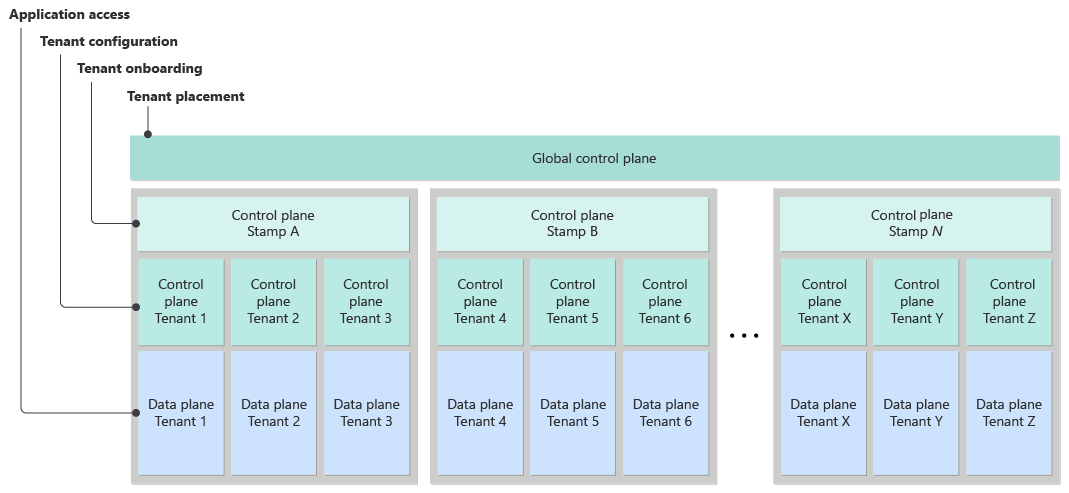 Application access
Tenant configuration
Tenant onboarding
Tenant placement
Global control plane
Control plane
Stamp A
Control plane
Stamp B
Control plane
Stamp N
Control
plane
Tenant 1
Control
plane
Tenant 2
Control
plane
Tenant 3
Control
plane
Tenant 4
Control
plane
Tenant 5
Control
plane
Tenant 6
...
Control
plane
Tenant X
Control
plane
Tenant Y
Control
plane
Tenant Z
Data plane
Tenant 1
Data plane
Tenant 2
Data plane
Tenant 3
Data plane
Tenant 4
Data plane
Tenant 5
Data plane
Tenant 6
Data plane
Tenant X
Data plane
Tenant Y
Data plane
Tenant Z